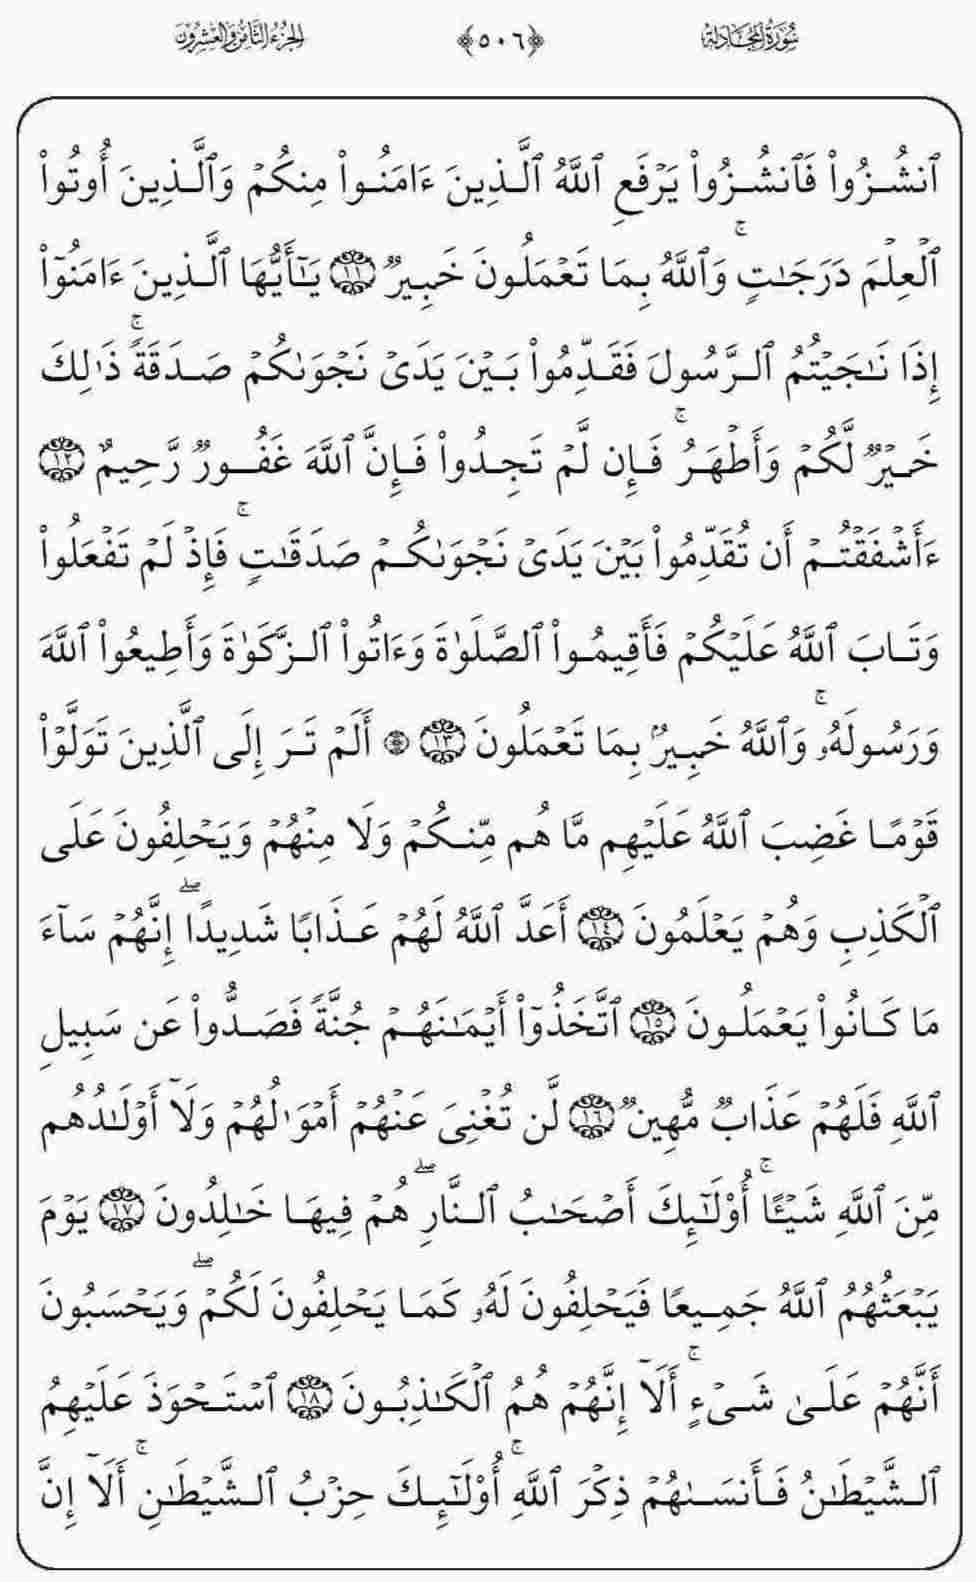 سُورَةُ المُجَادلة ﴿٥٠٦﴾ الجُزءُ الثَّامِنُ وَالعِشْرُونَ
ٱنشُزُواْ فَٱنشُزُواْ يَرْفَعِ ٱللَّهُ ٱلَّذِينَ ءَامَنُواْ مِنكُمْ وَٱلَّذِينَ أُوتُواْ
ٱلْعِلْمَ دَرَجَٰتٍۚ وَٱللَّهُ بِمَا تَعْمَلُونَ خَبِيرٌ ١١ يَٰٓأَيُّهَا ٱلَّذِينَ ءَامَنُوٓاْ
إِذَا نَٰجَيْتُمُ ٱلرَّسُولَ فَقَدِّمُواْ بَيْنَ يَدَىْ نَجْوَىٰكُمْ صَدَقَةًۚ ذَٰلِكَ
خَيْرٌ لَّكُمْ وَأَطْهَرُۚ فَإِن لَّمْ تَجِدُواْ فَإِنَّ ٱللَّهَ غَفُورٌ رَّحِيمٌ ١٢
ءَأَشْفَقْتُمْ أَن تُقَدِّمُواْ بَيْنَ يَدَىْ نَجْوَىٰكُمْ صَدَقَٰتٍۚ فَإِذْ لَمْ تَفْعَلُواْ
وَتَابَ ٱللَّهُ عَلَيْكُمْ فَأَقِيمُواْ ٱلصَّلَوٰةَ وَءَاتُواْ ٱلزَّكَوٰةَ وَأَطِيعُواْ ٱللَّهَ
وَرَسُولَهُۥۚ وَٱللَّهُ خَبِيرٌۢ بِمَا تَعْمَلُونَ ١٣ ۞ أَلَمْ تَرَ إِلَى ٱلَّذِينَ تَوَلَّوْاْ
قَوْمًا غَضِبَ ٱللَّهُ عَلَيْهِم مَّا هُم مِّنكُمْ وَلَا مِنْهُمْ وَيَحْلِفُونَ عَلَى
ٱلْكَذِبِ وَهُمْ يَعْلَمُونَ ١٤ أَعَدَّ ٱللَّهُ لَهُمْ عَذَابًا شَدِيدًاۖ إِنَّهُمْ سَآءَ
مَا كَانُواْ يَعْمَلُونَ ١٥ ٱتَّخَذُوٓاْ أَيْمَٰنَهُمْ جُنَّةً فَصَدُّواْ عَن سَبِيلِ
ٱللَّهِ فَلَهُمْ عَذَابٌ مُّهِينٌ ١٦ لَّن تُغْنِىَ عَنْهُمْ أَمْوَٰلُهُمْ وَلَآ أَوْلَٰدُهُم
مِّنَ ٱللَّهِ شَيْـًٔاۚ أُوْلَٰٓئِكَ أَصْحَٰبُ ٱلنَّارِۖ هُمْ فِيهَا خَٰلِدُونَ ١٧ يَوْمَ
يَبْعَثُهُمُ ٱللَّهُ جَمِيعًا فَيَحْلِفُونَ لَهُۥ كَمَا يَحْلِفُونَ لَكُمْۖ وَيَحْسَبُونَ
أَنَّهُمْ عَلَىٰ شَىْءٍۚ أَلَآ إِنَّهُمْ هُمُ ٱلْكَٰذِبُونَ ١٨ ٱسْتَحْوَذَ عَلَيْهِمُ
ٱلشَّيْطَٰنُ فَأَنسَىٰهُمْ ذِكْرَ ٱللَّهِۚ أُوْلَٰٓئِكَ حِزْبُ ٱلشَّيْطَٰنِۚ أَلَآ إِنَّ